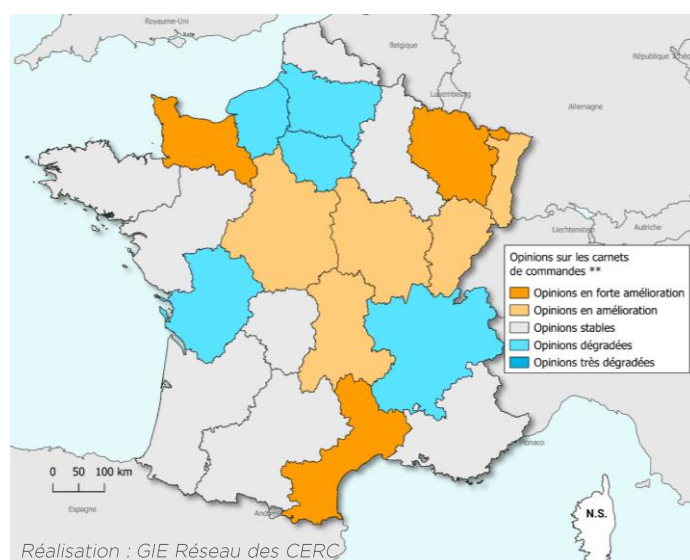 Royaume-Uni
Belgique
République Tchèq
Luxembourg
Allemagne
Liechtenstein
Autriche
Opinions sur les carnets
de commandes **
Opinions en forte amélioration
Opinions en amélioration
Opinions stables
Opinions dégradées
Opinions très dégradées
Monaco
0 50 100 km
N.S.
Espagne
Andorre
Réalisation : GIE Réseau des CERC